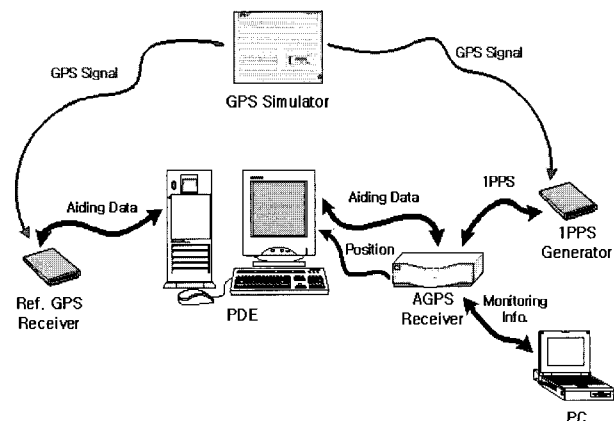 GPS Signal
GPS Signal
GPS Simulator
Aiding Data
Aiding Data
1PPS
Position
1PPS
Generator
Ref. GPS
Receiver
PDE
AGPS
Receiver
Monitoring
Info.
PC